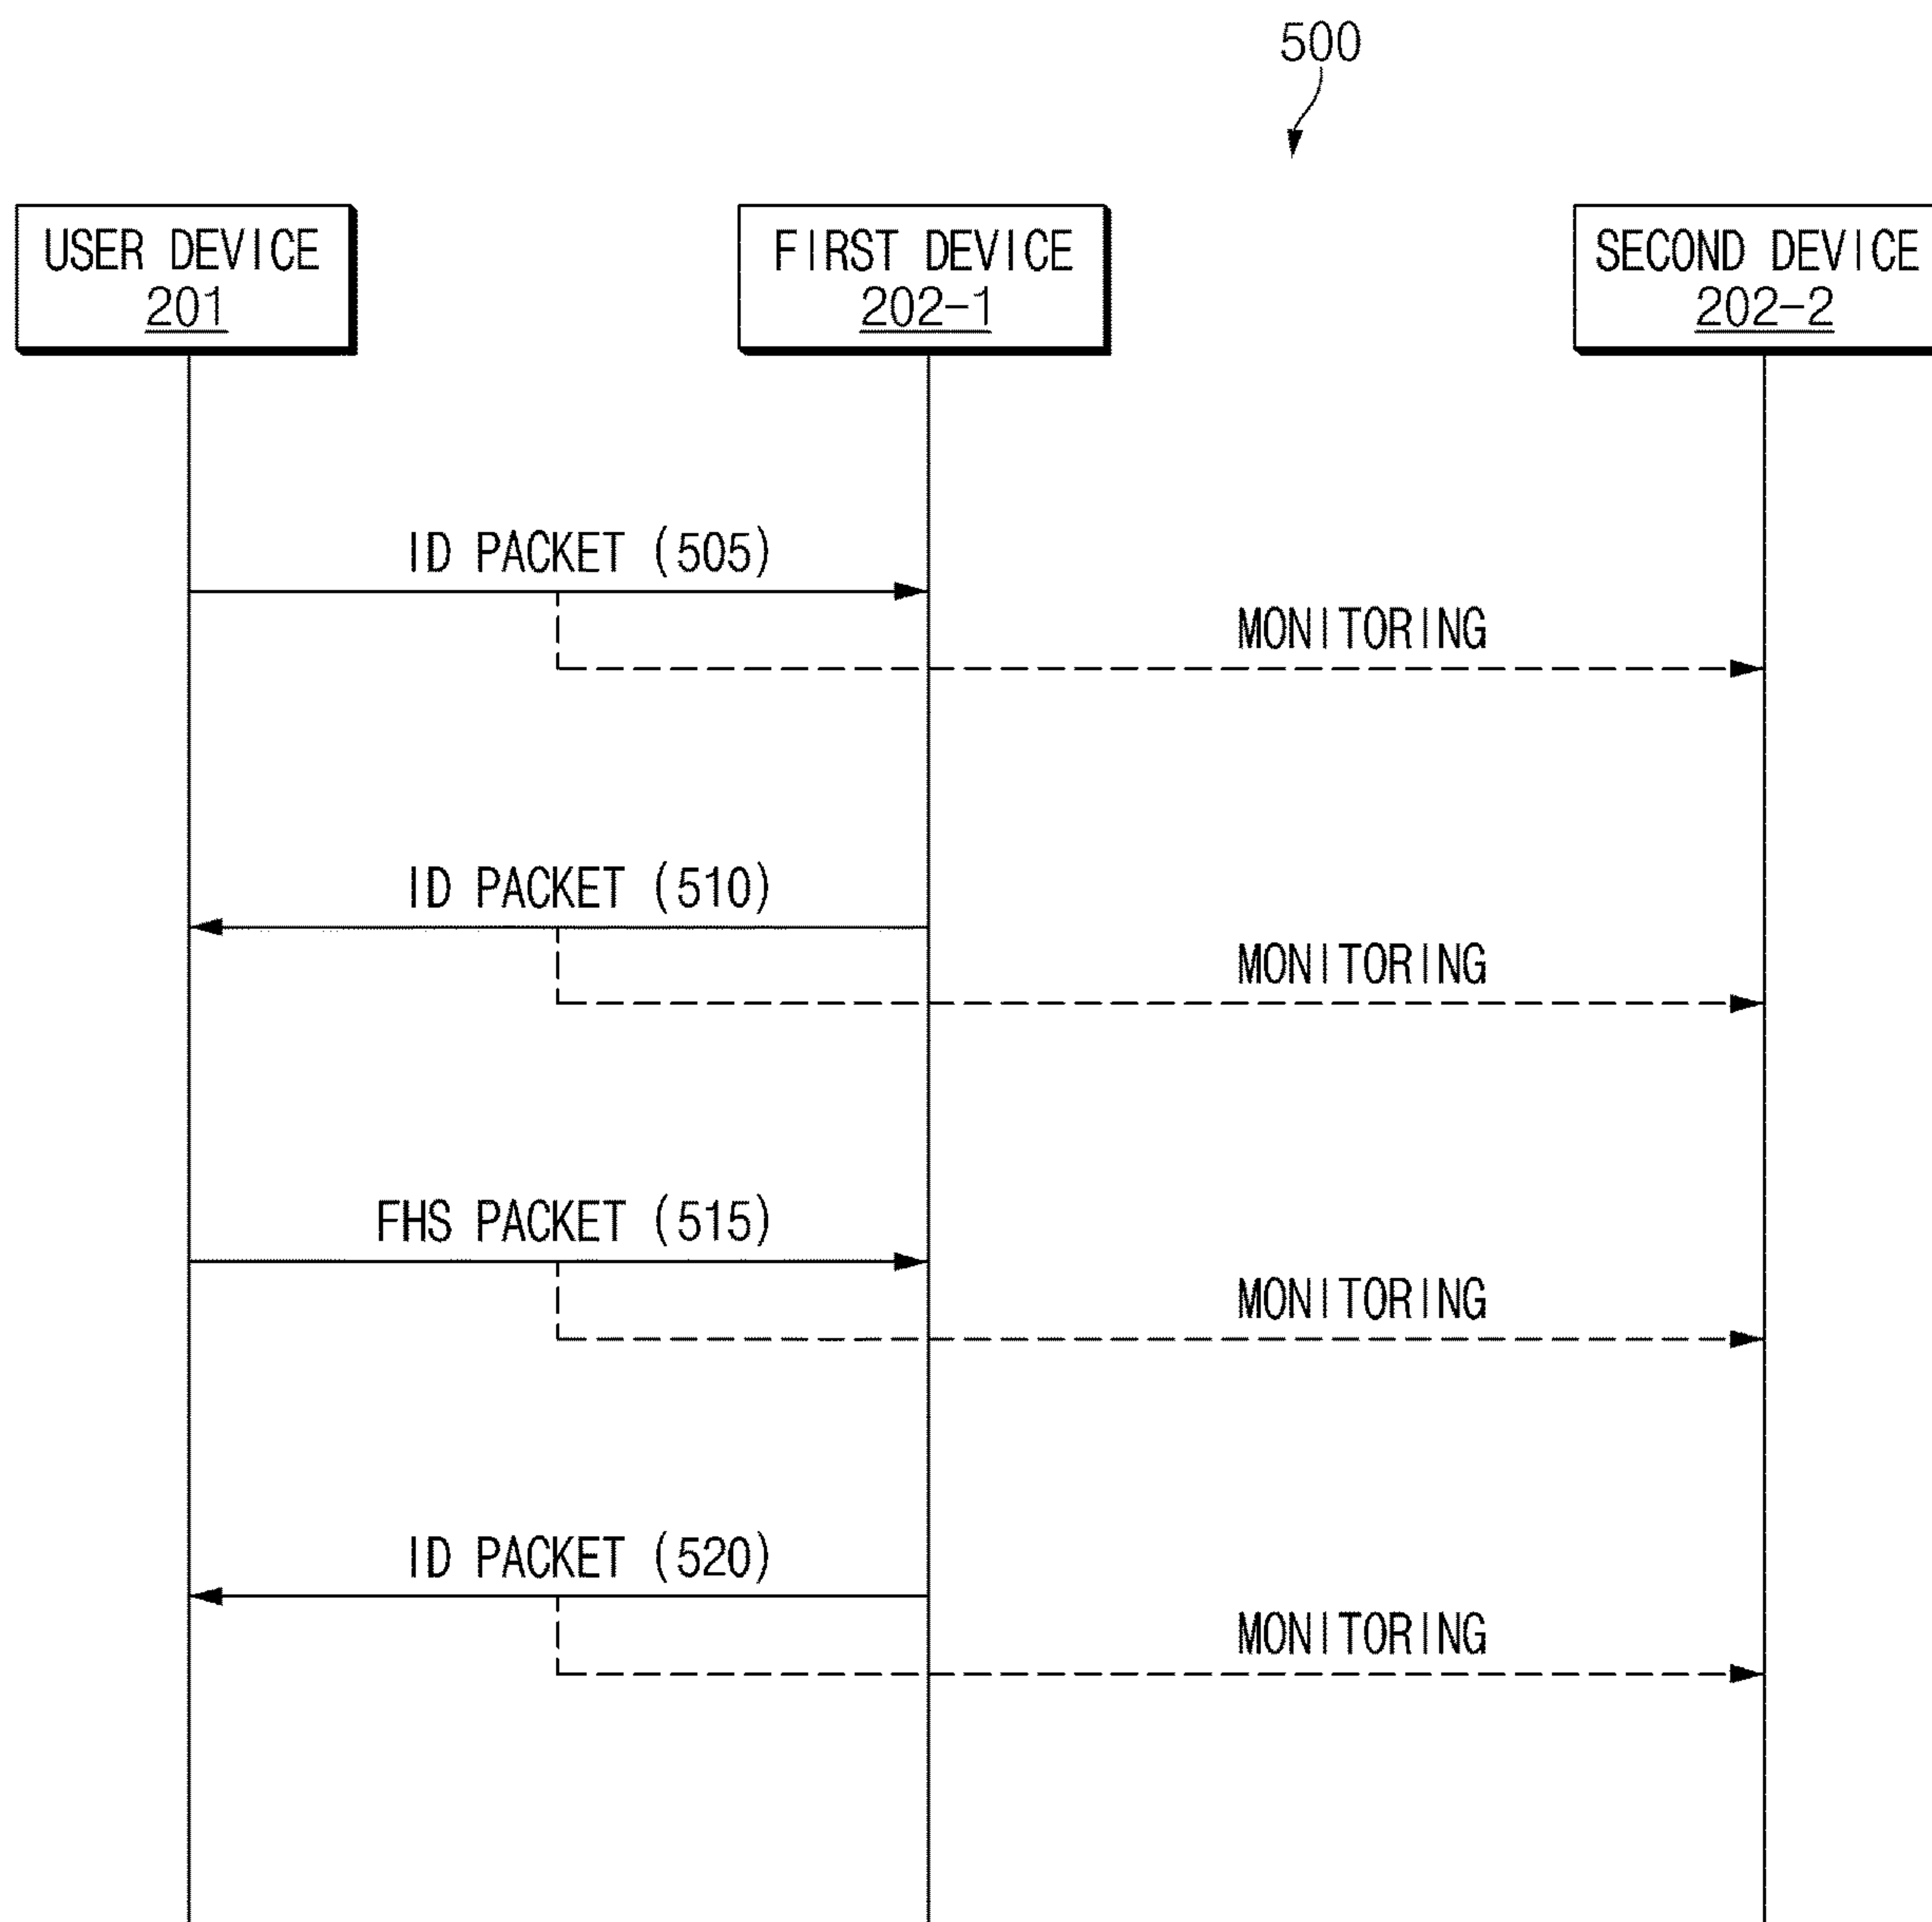 500
USER DEVICE
201
FIRST DEVICE
202-1
SECOND DEVICE
202-2
ID PACKET (505)
MONITORING
ID PACKET (510)
MONITORING
FHS PACKET (515)
MONITORING
ID PACKET (520)
MONITORING